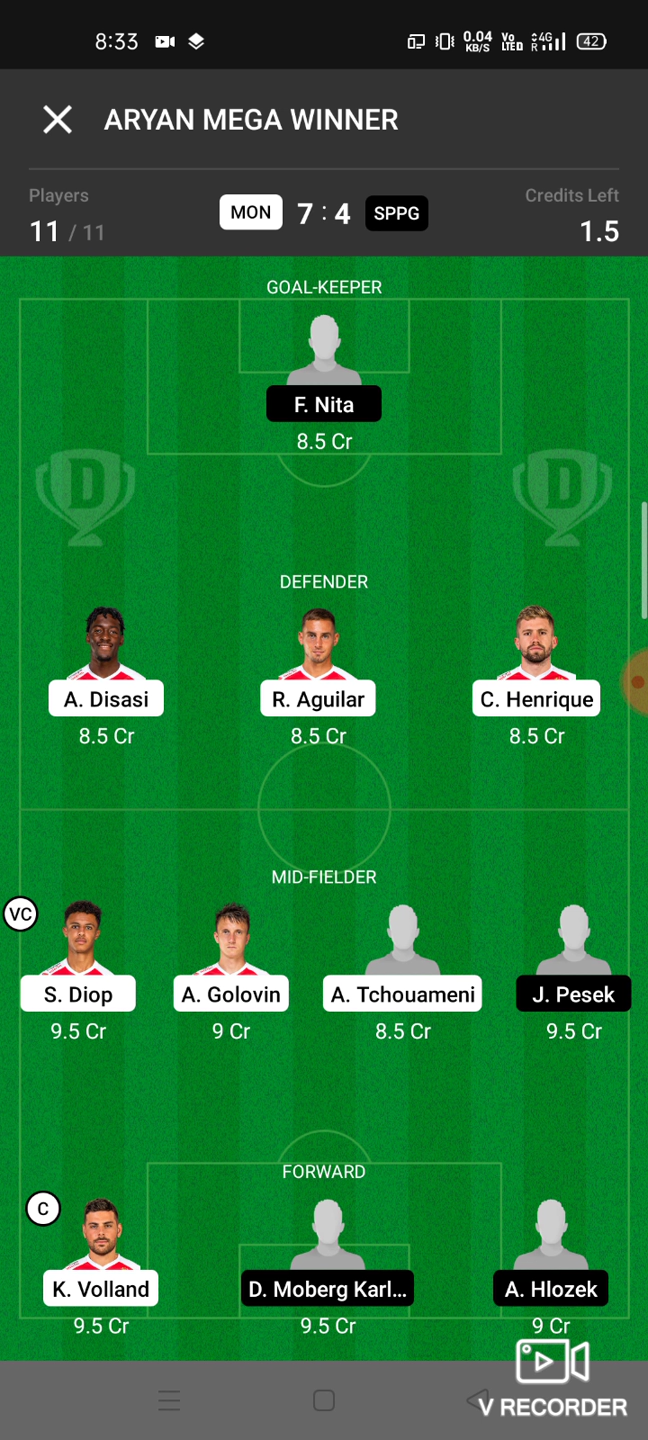 8:33
0.04 KB/S
Vo LTED
4G R
42
ARYAN MEGA WINNER
Players
Credits Left
11 / 11
MON 7 : 4 SPPG
1.5
GOAL-KEEPER
F. Nita
8.5 Cr
D D
DEFENDER
A. Disasi R. Aguilar C. Henrique
8.5 Cr 8.5 Cr 8.5 Cr
MID-FIELDER
VC
S. Diop A. Golovin A. Tchouameni J. Pesek
9.5 Cr 9 Cr 8.5 Cr 9.5 Cr
FORWARD
C
K. Volland D. Moberg Karl... A. Hlozek
9.5 Cr 9.5 Cr 9 Cr
V RECORDER